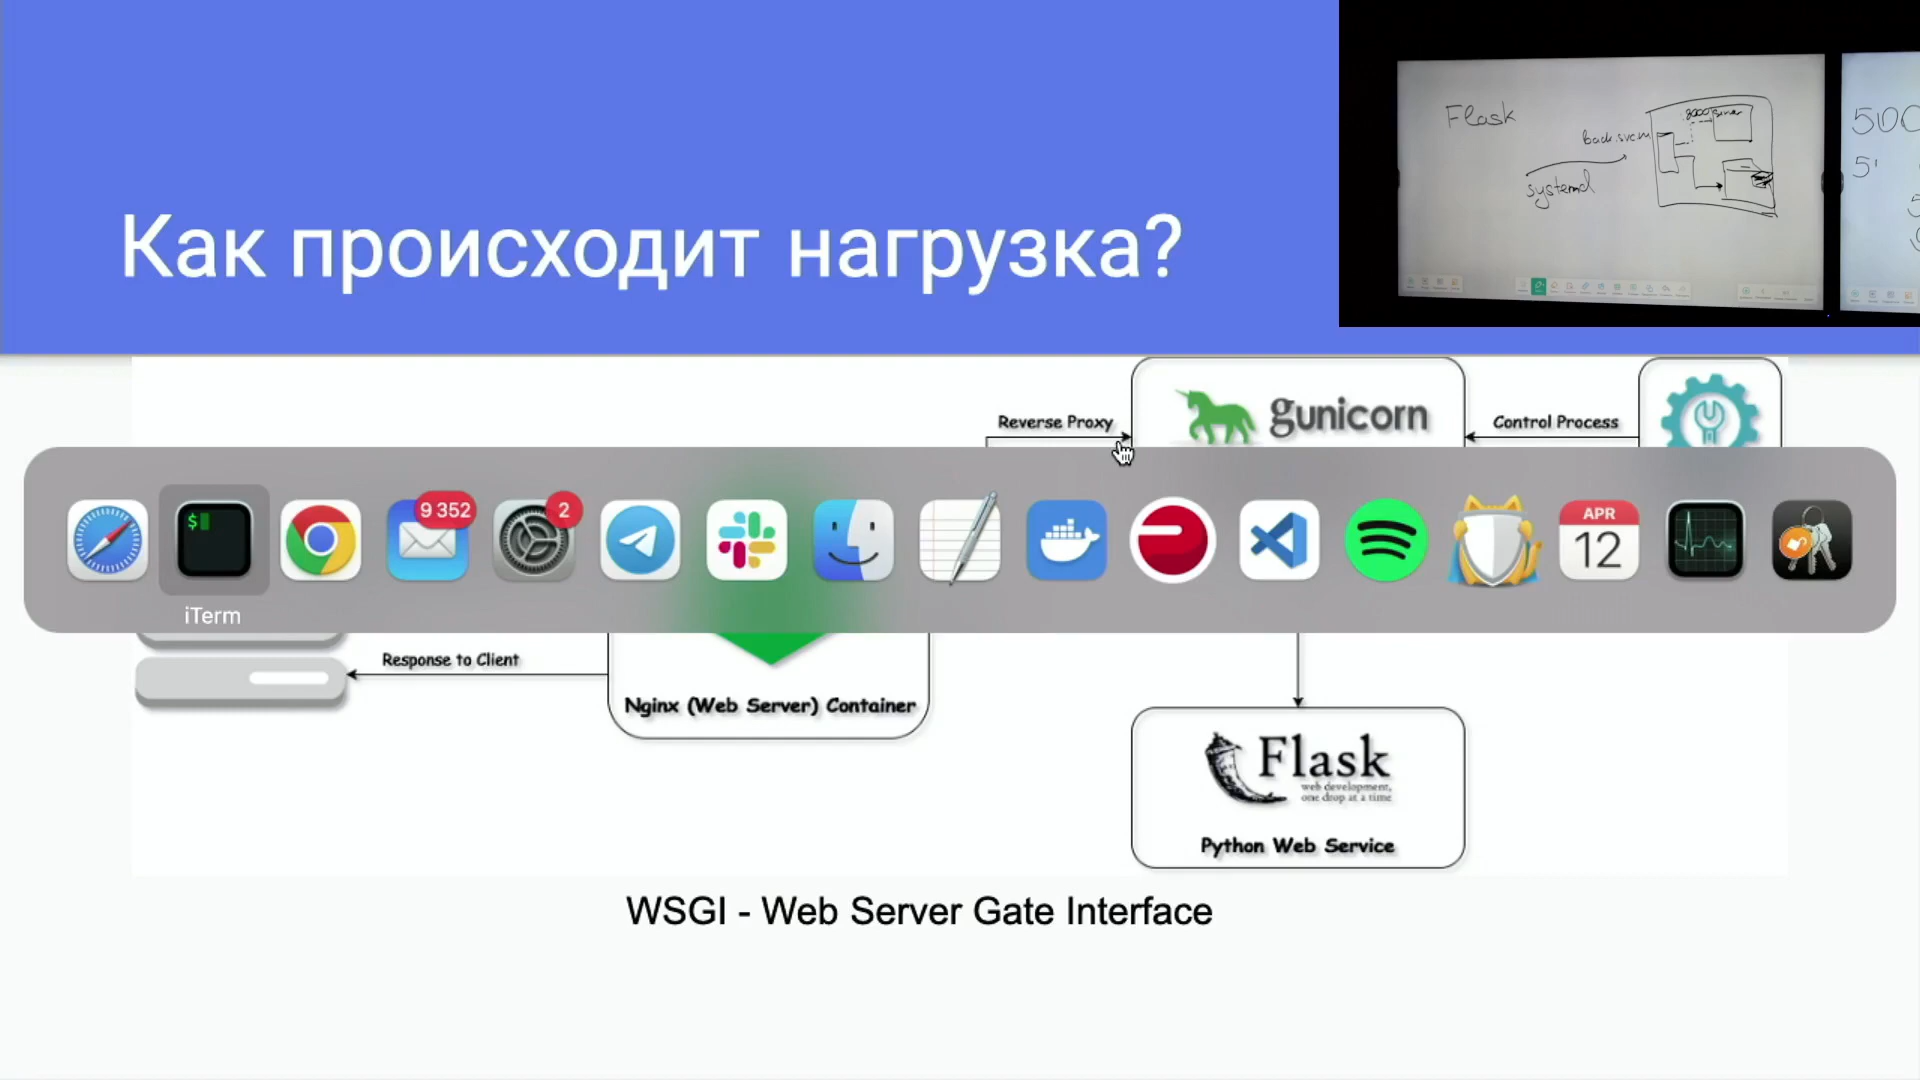 Как происходит нагрузка?
Flask
systemd
500
5'
Reverse Proxy
gunicorn
Control Process
$
9 352
2
APR
12
iTerm
Response to Client
Nginx (Web Server) Container
Flask
web development,
one drop at a time
Python Web Service
WSGI - Web Server Gate Interface